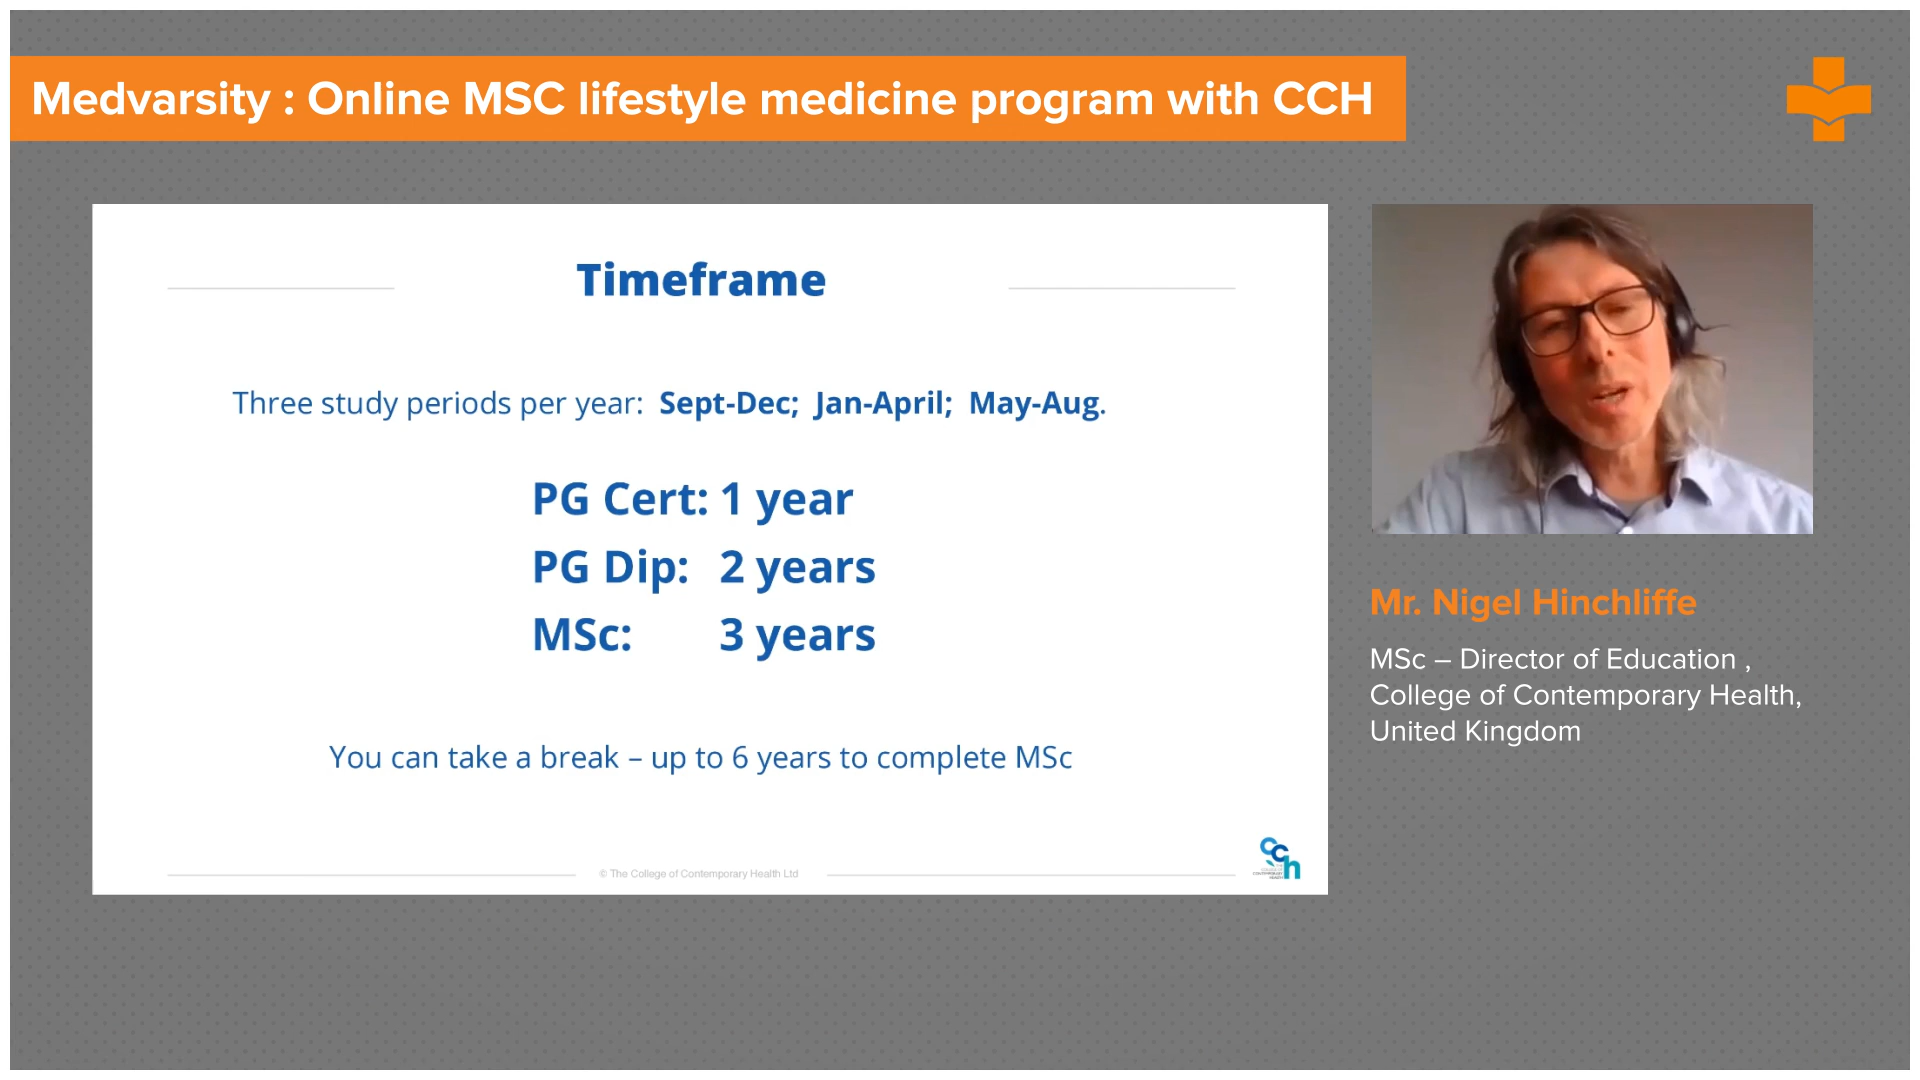 Medvarsity : Online MSC lifestyle medicine program with CCH
Timeframe
Three study periods per year: Sept-Dec; Jan-April; May-Aug.
PG Cert: 1 year
PG Dip: 2 years
MSc: 3 years
You can take a break – up to 6 years to complete MSc
© The College of Contemporary Health Ltd
cch
Mr. Nigel Hinchliffe
MSc – Director of Education ,
College of Contemporary Health,
United Kingdom